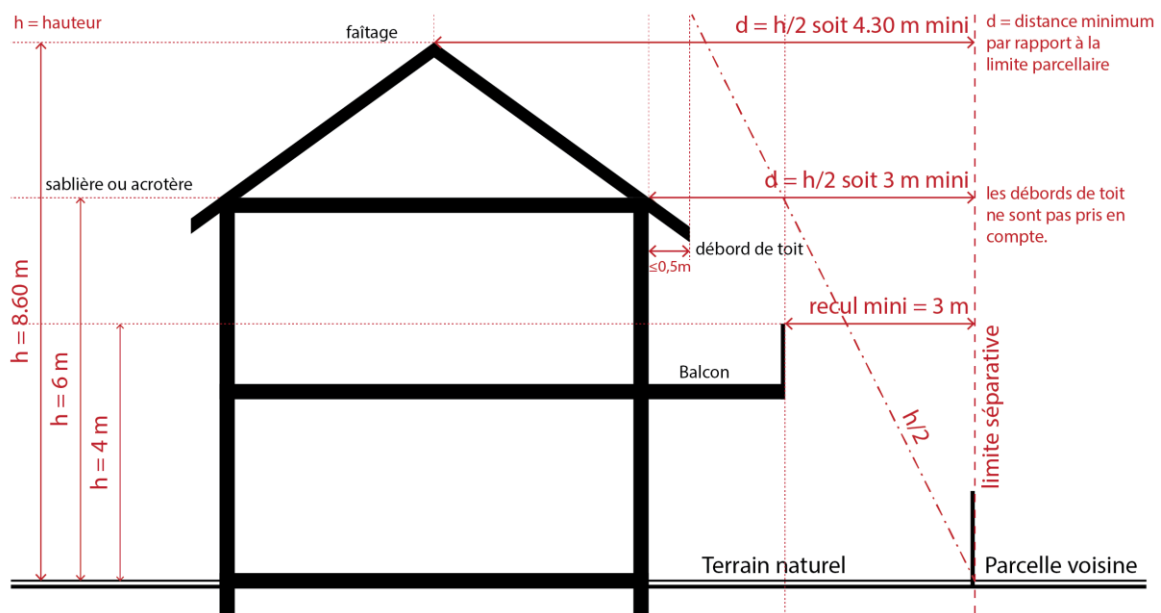 h = hauteur
faîtage
d = h/2 soit 4.30 m mini
d = distance minimum
par rapport à la
limite parcellaire
sablière ou acrotère
d = h/2 soit 3 m mini
les débords de toit
ne sont pas pris en
compte.
débord de toit
≤0,5m
h = 8.60 m
h = 6 m
h = 4 m
recul mini = 3 m
Balcon
h/2
limite séparative
Terrain naturel
Parcelle voisine